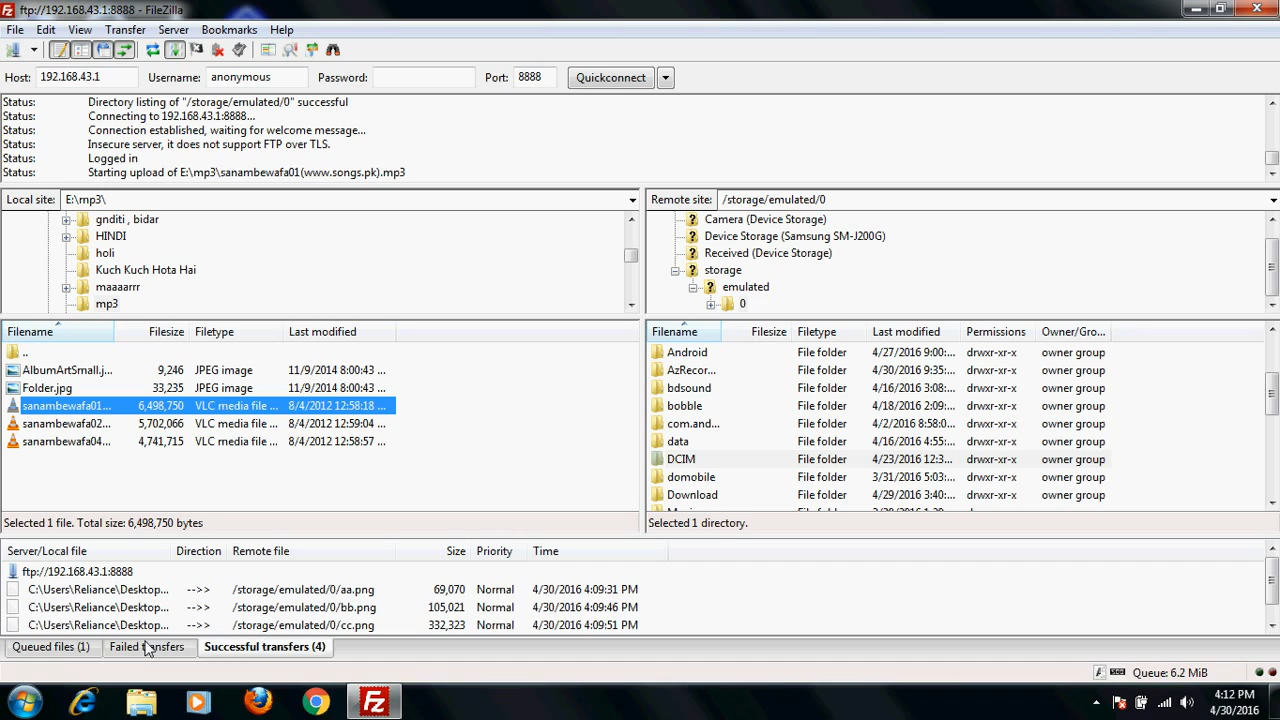 ftp://192.168.43.1:8888 - FileZilla
File Edit View Transfer Server Bookmarks Help
Host: 192.168.43.1 Username: anonymous Password: Port: 8888 Quickconnect
Status: Directory listing of "/storage/emulated/0" successful
Status: Connecting to 192.168.43.1:8888...
Status: Connection established, waiting for welcome message...
Status: Insecure server, it does not support FTP over TLS.
Status: Logged in
Status: Starting upload of E:\mp3\sanambewafa01(www.songs.pk).mp3
Local site: E:\mp3\
gnditi , bidar
HINDI
holi
Kuch Kuch Hota Hai
maaaarrr
mp3
Remote site: /storage/emulated/0
Camera (Device Storage)
Device Storage (Samsung SM-J200G)
Received (Device Storage)
storage
emulated
0
Filename Filesize Filetype Last modified
..
AlbumArtSmall.j... 9,246 JPEG image 11/9/2014 8:00:43 ...
Folder.jpg 33,235 JPEG image 11/9/2014 8:00:43 ...
sanambewafa01... 6,498,750 VLC media file ... 8/4/2012 12:58:18 ...
sanambewafa02... 5,702,066 VLC media file ... 8/4/2012 12:59:04 ...
sanambewafa04... 4,741,715 VLC media file ... 8/4/2012 12:58:57 ...
Selected 1 file. Total size: 6,498,750 bytes
Filename Filesize Filetype Last modified Permissions Owner/Gro...
Android File folder 4/27/2016 9:00:... drwxr-xr-x owner group
AzRecor... File folder 4/30/2016 9:35:... drwxr-xr-x owner group
bdsound File folder 4/16/2016 3:08:... drwxr-xr-x owner group
bobble File folder 4/18/2016 2:09:... drwxr-xr-x owner group
com.and... File folder 4/2/2016 8:58:0... drwxr-xr-x owner group
data File folder 4/16/2016 4:55:... drwxr-xr-x owner group
DCIM File folder 4/23/2016 12:3... drwxr-xr-x owner group
domobile File folder 3/31/2016 5:03:... drwxr-xr-x owner group
Download File folder 4/29/2016 3:40:... drwxr-xr-x owner group
Selected 1 directory.
Server/Local file Direction Remote file Size Priority Time
ftp://192.168.43.1:8888
C:\Users\Reliance\Desktop... -->> /storage/emulated/0/aa.png 69,070 Normal 4/30/2016 4:09:31 PM
C:\Users\Reliance\Desktop... -->> /storage/emulated/0/bb.png 105,021 Normal 4/30/2016 4:09:46 PM
C:\Users\Reliance\Desktop... -->> /storage/emulated/0/cc.png 332,323 Normal 4/30/2016 4:09:51 PM
Queued files (1) Failed transfers Successful transfers (4)
Queue: 6.2 MiB
4:12 PM
4/30/2016